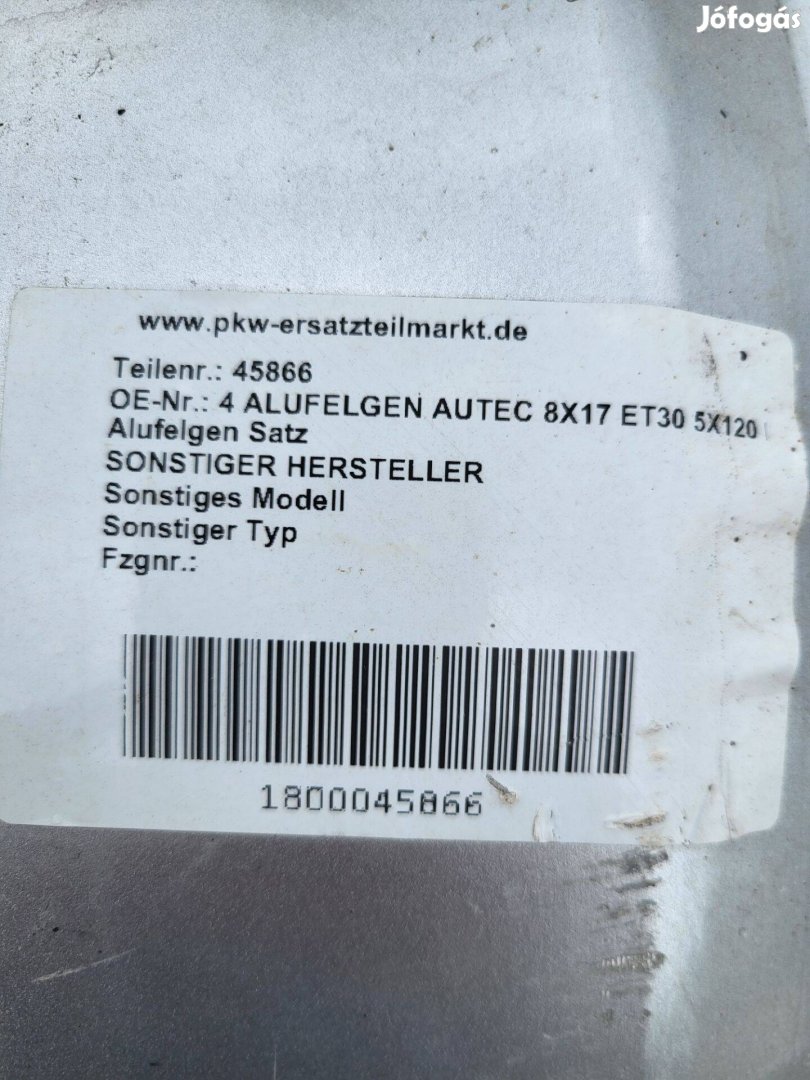 Jófogás
www.pkw-ersatzteilmarkt.de
Teilenr.: 45866
OE-Nr.: 4 ALUFELGEN AUTEC 8X17 ET30 5X120
Alufelgen Satz
SONSTIGER HERSTELLER
Sonstiges Modell
Sonstiger Typ
Fzgnr.:
1800045866